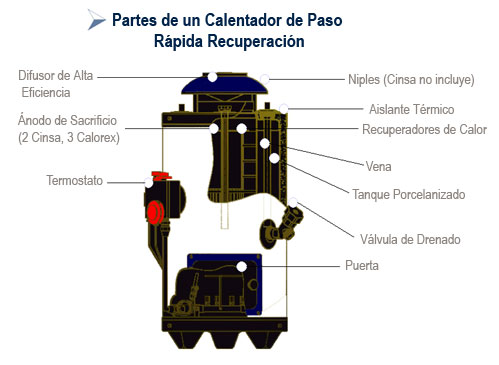 Partes de un Calentador de Paso
Rápida Recuperación
Difusor de Alta
Eficiencia
Niples (Cinsa no incluye)
Aislante Térmico
Ánodo de Sacrificio
(2 Cinsa, 3 Calorex)
Recuperadores de Calor
Vena
Termostato
Tanque Porcelanizado
Válvula de Drenado
Puerta